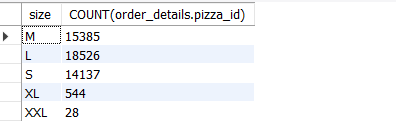 size COUNT(order_details.pizza_id)
M 15385
L 18526
S 14137
XL 544
XXL 28